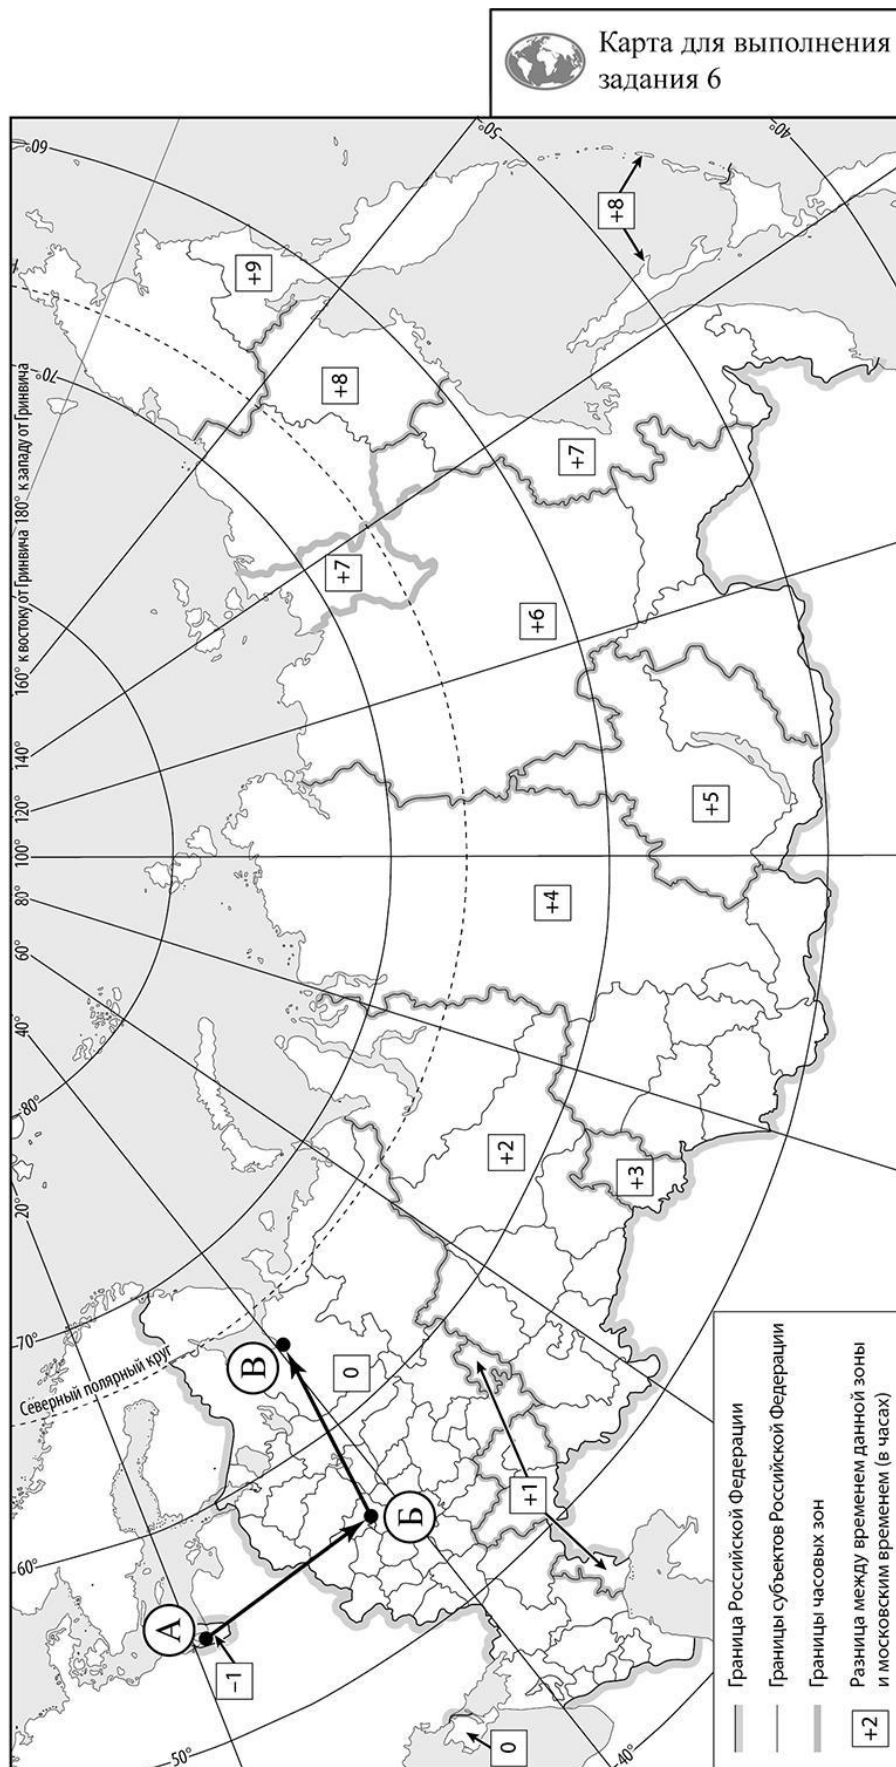 Карта для выполнения
задания 6
160° к востоку от Гринвича 180° к западу от Гринвича
140°
120°
100°
80°
60°
40°
20°
80°
70°
60°
50°
40°
70°
60°
50°
40°
Северный полярный круг
+9
+8
+8
+7
+7
+6
+5
+4
+3
+2
+1
0
0
–1
А
Б
В
Граница Российской Федерации
Границы субъектов Российской Федерации
Границы часовых зон
+2
Разница между временем данной зоны
и московским временем (в часах)